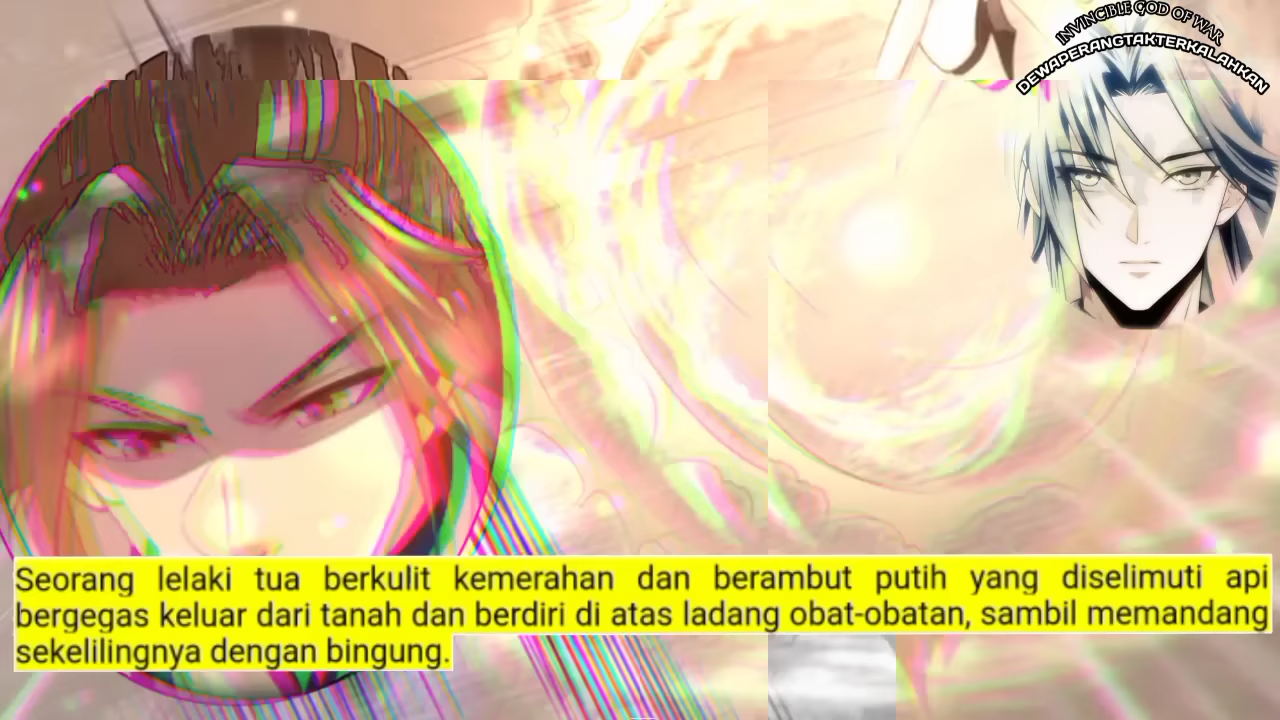 INVINCIBLE GOD OF WAR
DEWAPERANGTAKTERKALAHKAN
Seorang lelaki tua berkulit kemerahan dan berambut putih yang diselimuti api
bergegas keluar dari tanah dan berdiri di atas ladang obat-obatan, sambil memandang
sekelilingnya dengan bingung.